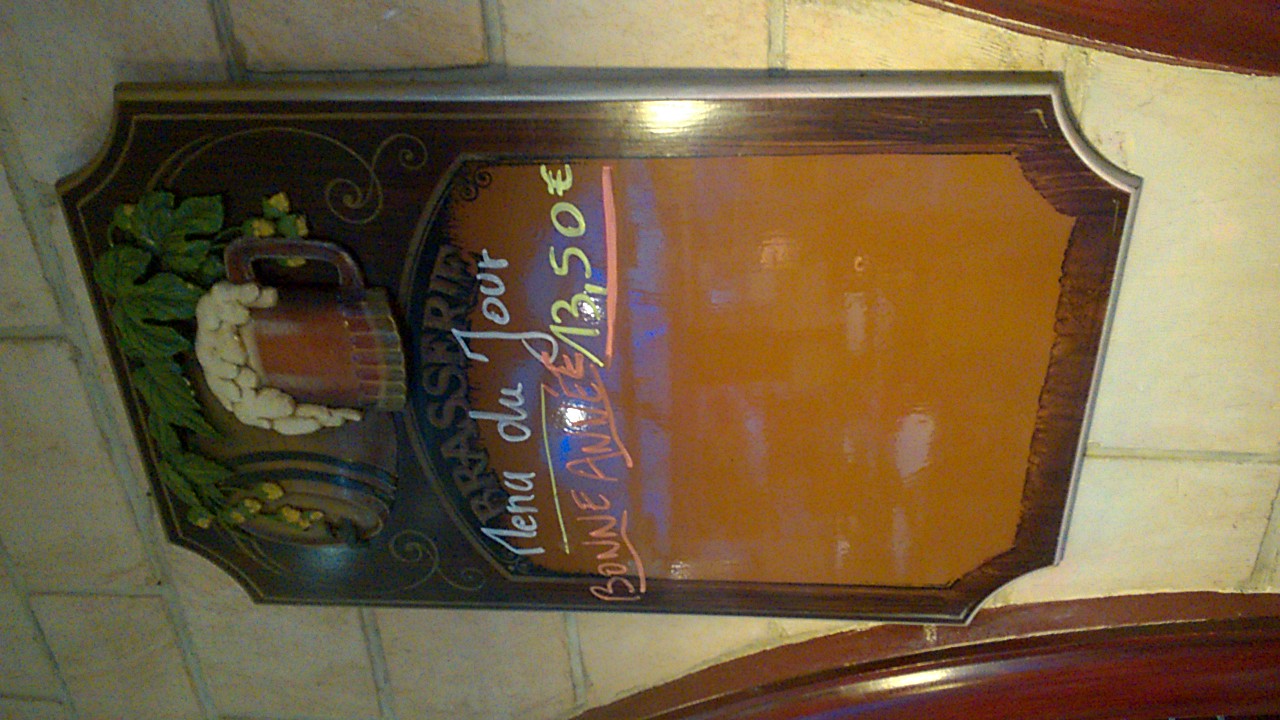 BRASSERIE
Menu du Jour
13,50€
BONNE ANNÉE